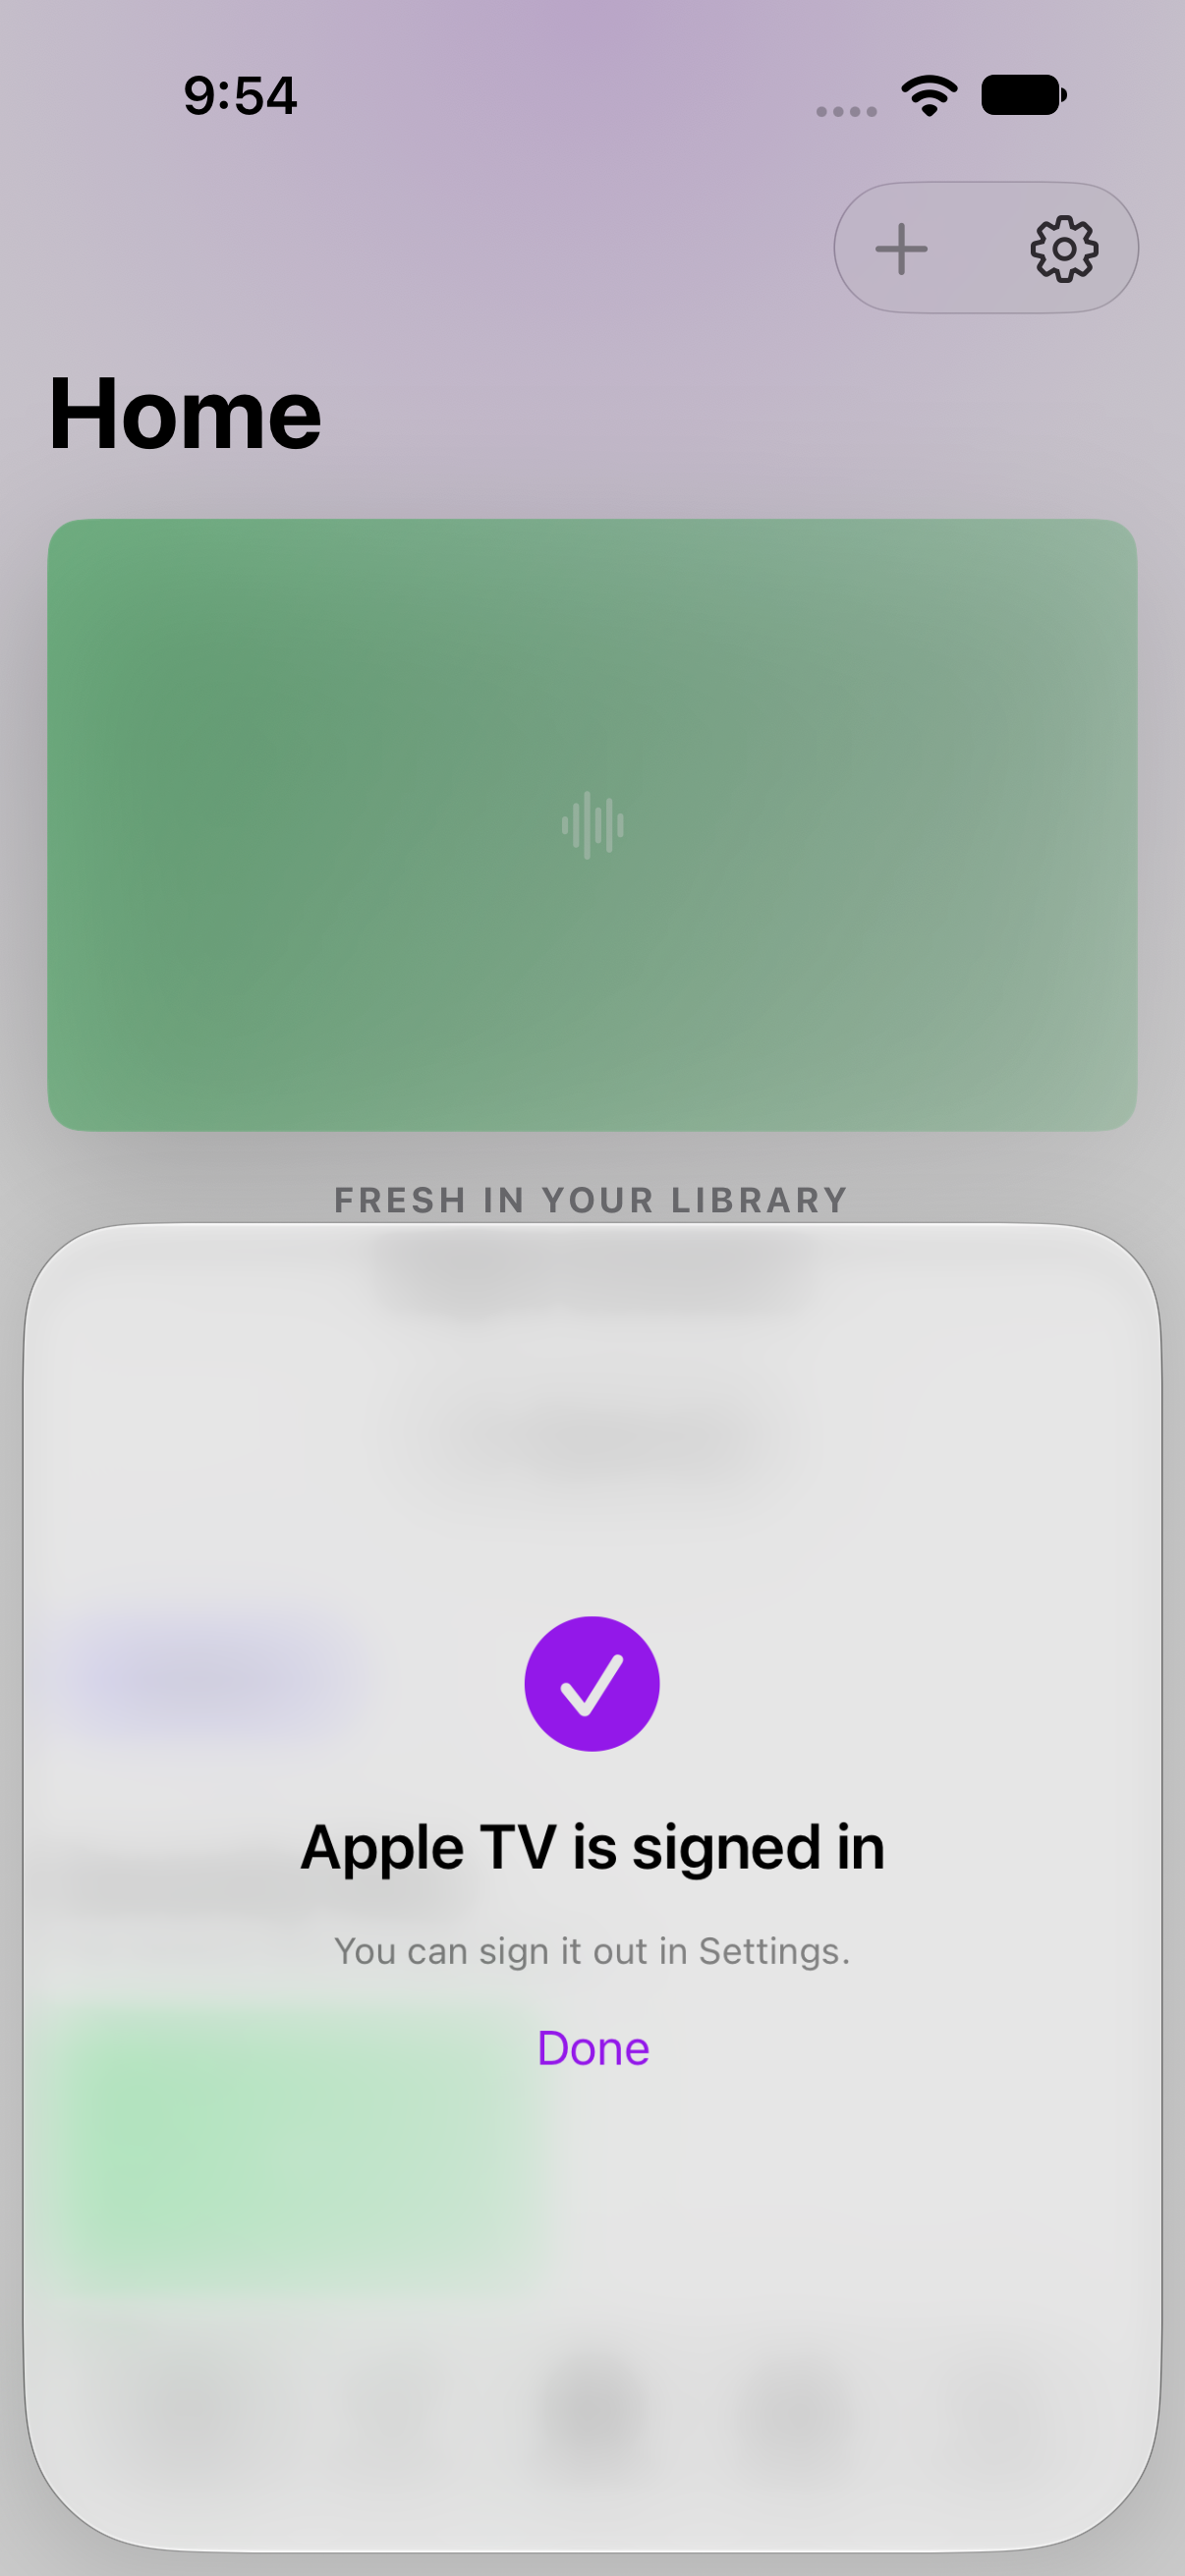 9:54
Home
FRESH IN YOUR LIBRARY
Apple TV is signed in
You can sign it out in Settings.
Done